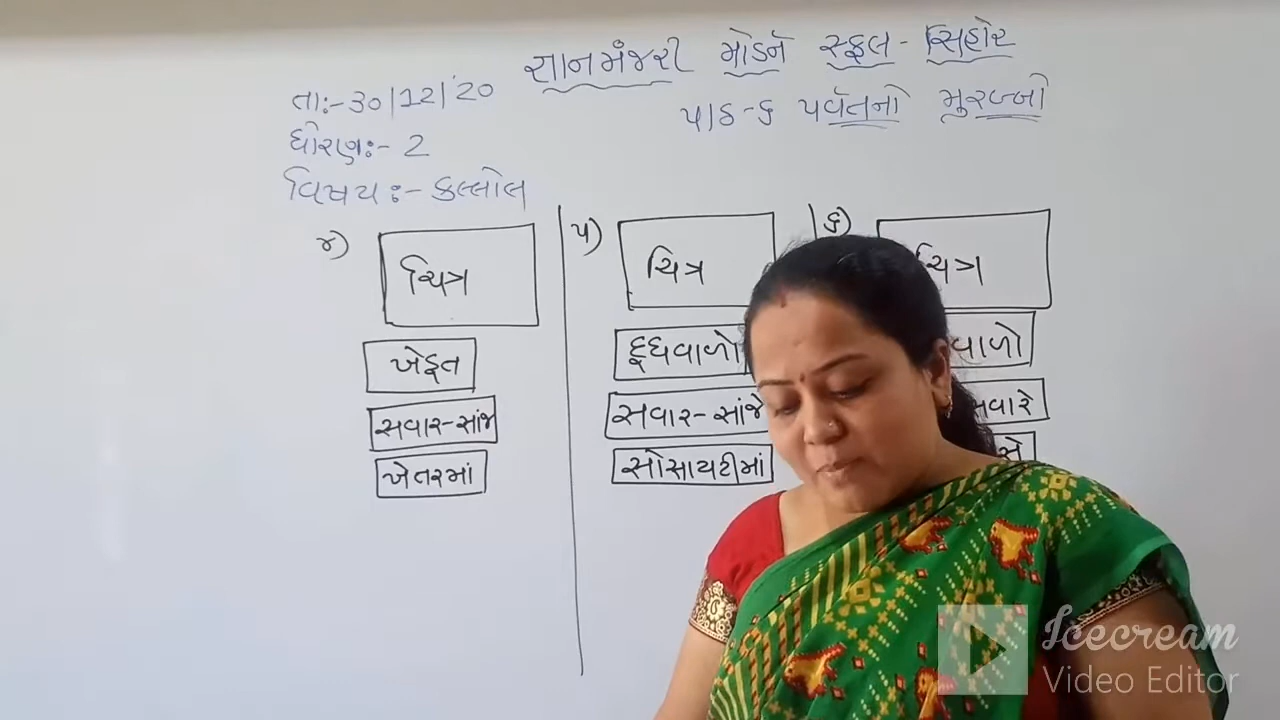 જ્ઞાનમંજરી મોડર્ન સ્કૂલ - સિહોર
તા:- 30/12/'20
પાઠ - ૬ પર્વતનો મુરબ્બો
ધોરણ:- 2
વિષય:- કલ્લોલ
૪)
ચિત્ર
ખેડૂત
સવાર-સાંજ
ખેતરમાં
૫)
ચિત્ર
દૂધવાળો
સવાર-સાંજે
સોસાયટીમાં
૬)
ચિત્ર
વાળો
સવારે
સે
Icecream
Video Editor